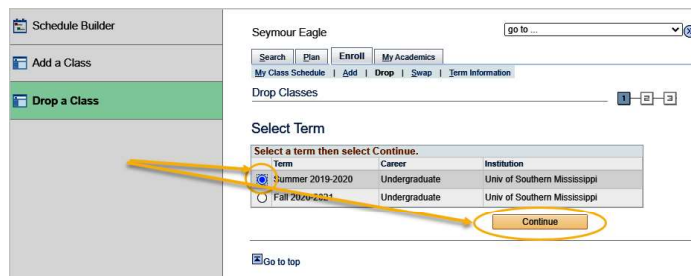 Schedule Builder
Add a Class
Drop a Class
Seymour Eagle
go to ...
Search Plan Enroll My Academics
My Class Schedule | Add | Drop | Swap | Term Information
Drop Classes
1 2 3
Select Term
Select a term then select Continue.
Term Career Institution
Summer 2019-2020 Undergraduate Univ of Southern Mississippi
Fall 2020-2021 Undergraduate Univ of Southern Mississippi
Continue
Go to top